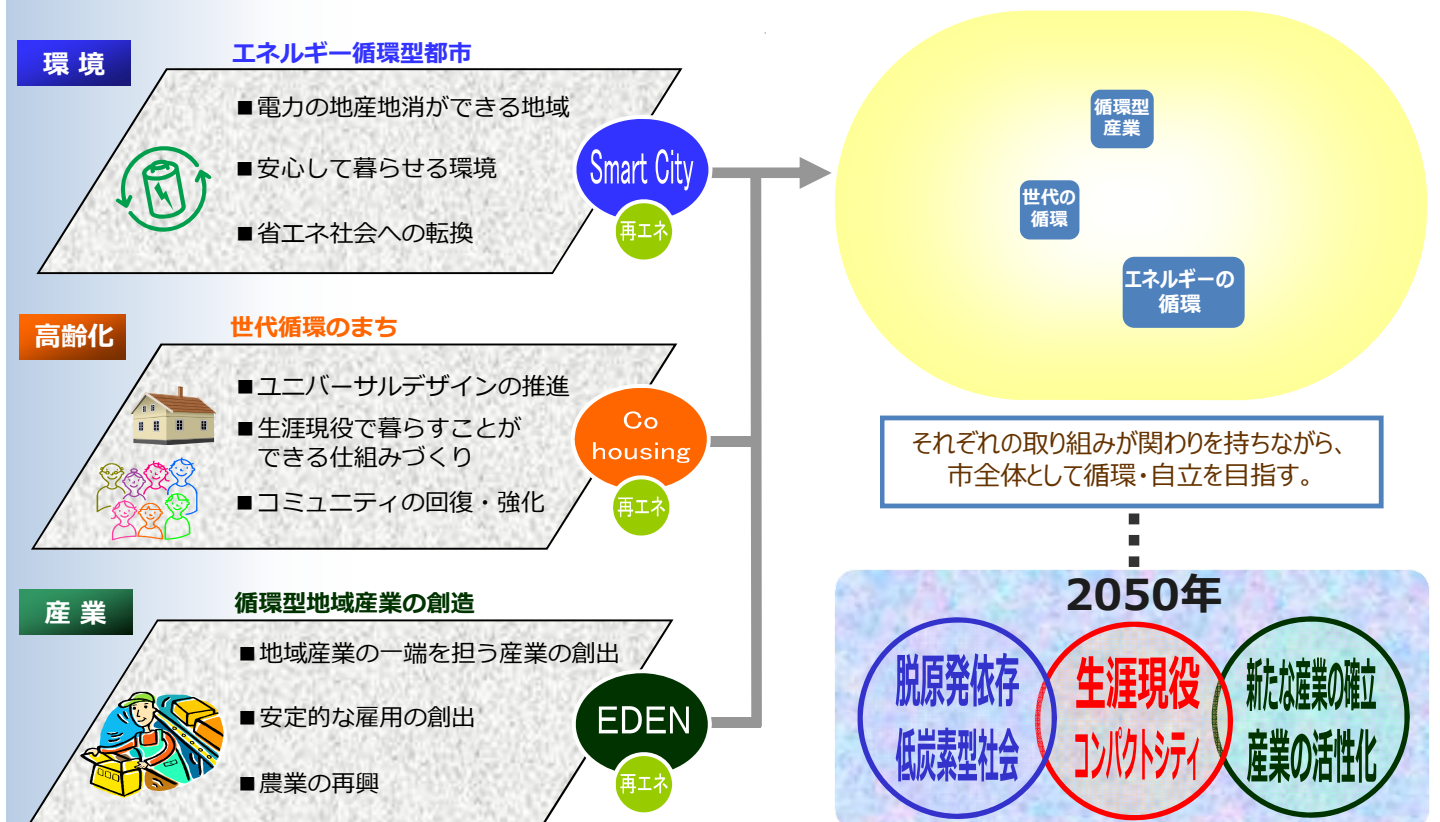 環 境
エネルギー循環型都市
■電力の地産地消ができる地域
■安心して暮らせる環境
■省エネ社会への転換
Smart City
再エネ
高齢化
世代循環のまち
■ユニバーサルデザインの推進
■生涯現役で暮らすことが
できる仕組みづくり
■コミュニティの回復・強化
Co
housing
再エネ
産 業
循環型地域産業の創造
■地域産業の一端を担う産業の創出
■安定的な雇用の創出
■農業の再興
EDEN
再エネ
循環型
産業
世代の
循環
エネルギーの
循環
それぞれの取り組みが関わりを持ちながら、
市全体として循環・自立を目指す。
2050年
脱原発依存
低炭素型社会
生涯現役
コンパクトシティ
新たな産業の確立
産業の活性化